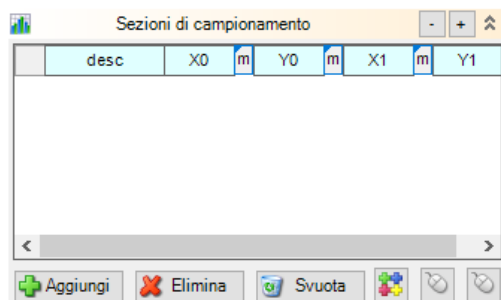 Sezioni di campionamento - +
desc X0 m Y0 m X1 m Y1
Aggiungi Elimina Svuota